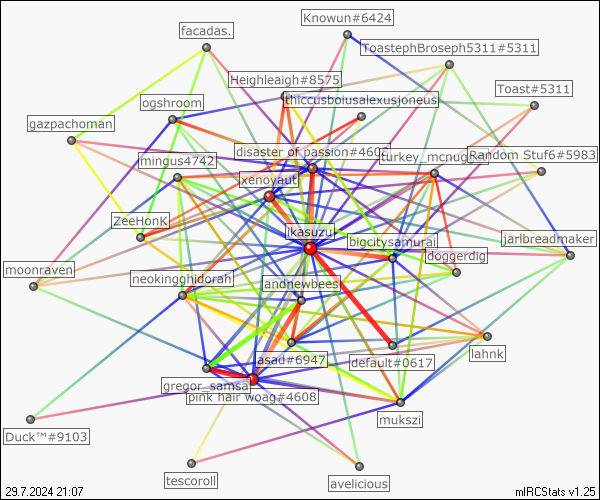 Knowun#6424
facadas.
ToastephBroseph5311#5311
Heighleaigh#8575
Toast#5311
ogshroom
thiccusboiusalexusjoneus
gazpachoman
disaster of passion#4606
mingus4742
turkey_mcnugget
Random Stuf6#5983
xenoyaut
ZeeHonK
ikasuzu
bigcitysamurai
jarlbreadmaker
doggerdig
moonraven
neokingghidorah
andnewbees
asad#6947
default#0617
lahnk
gregor_samsa
pink hair woag#4608
mukszi
Duck™#9103
tescoroll
avelicious
29.7.2024 21:07
mIRCStats v1.25